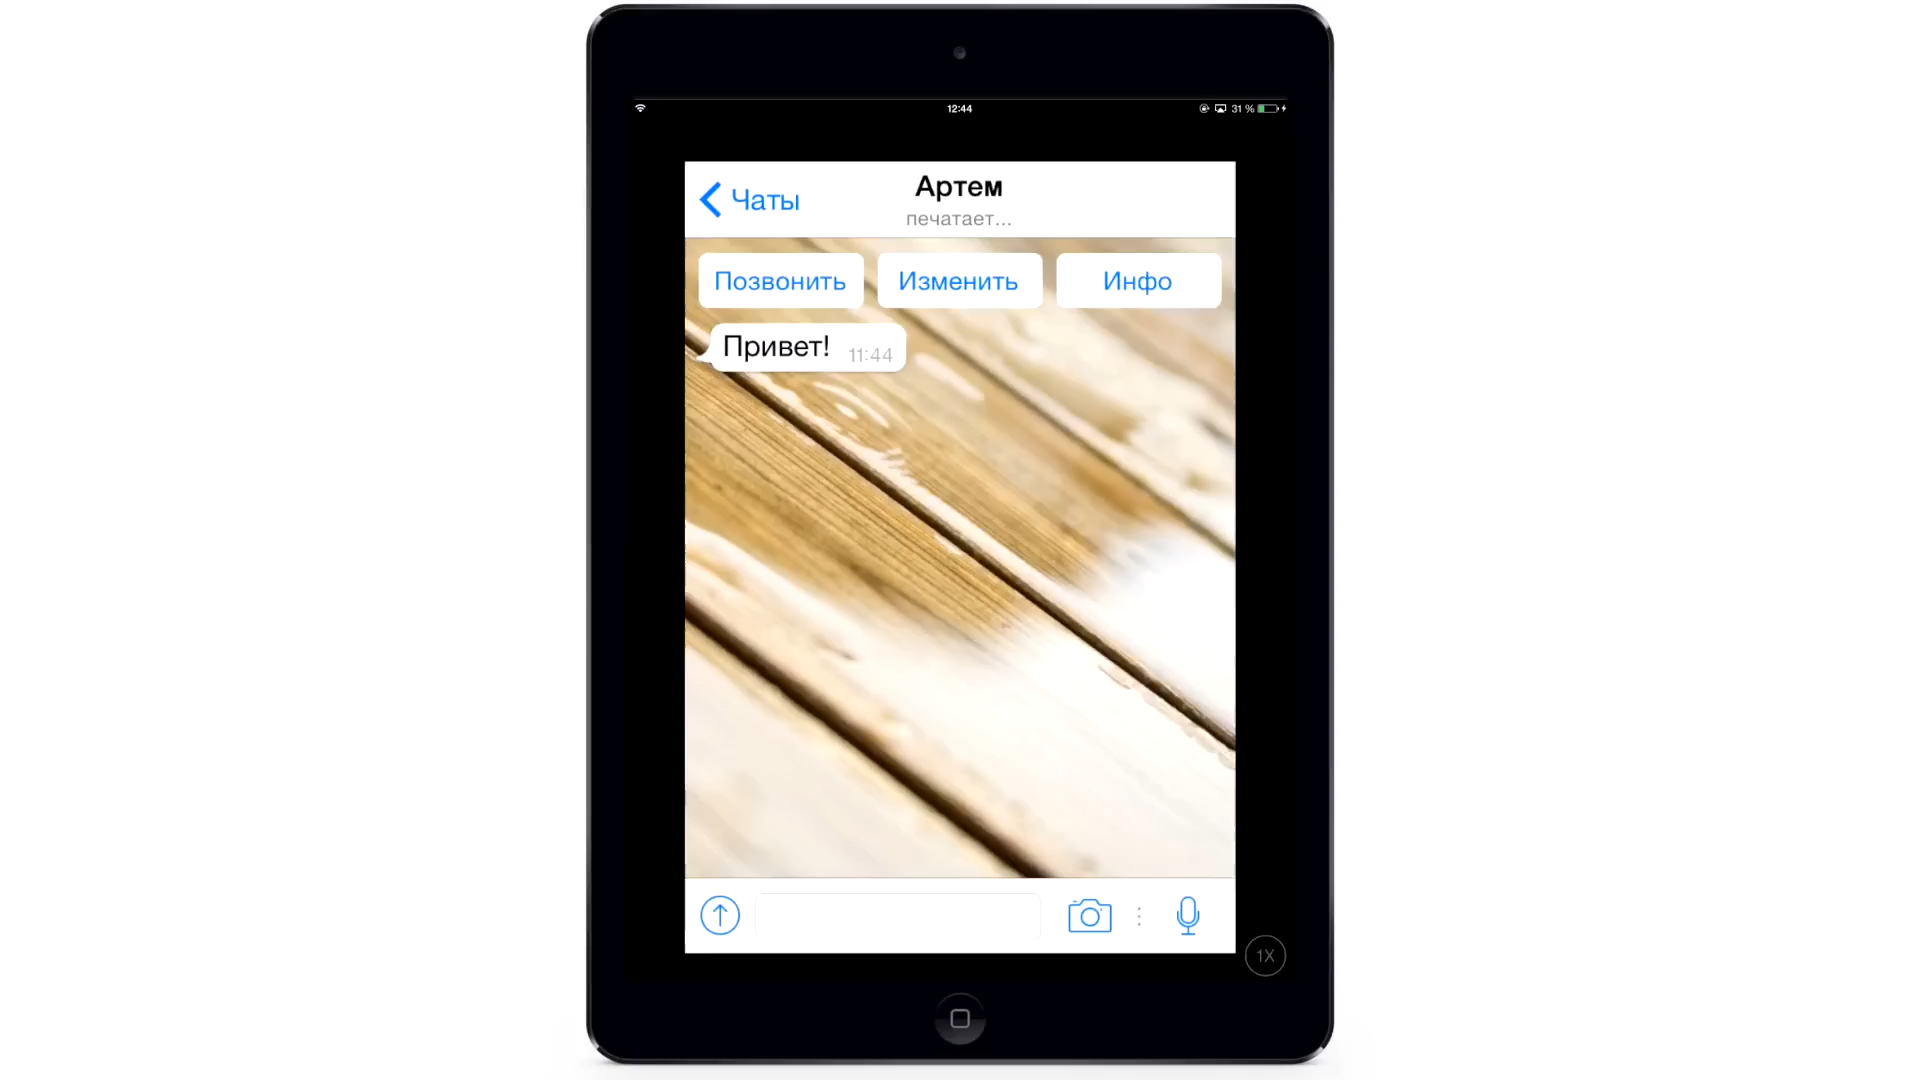 12:44
31 %
Чаты
Артем
печатает...
Позвонить
Изменить
Инфо
Привет! 11:44
1X